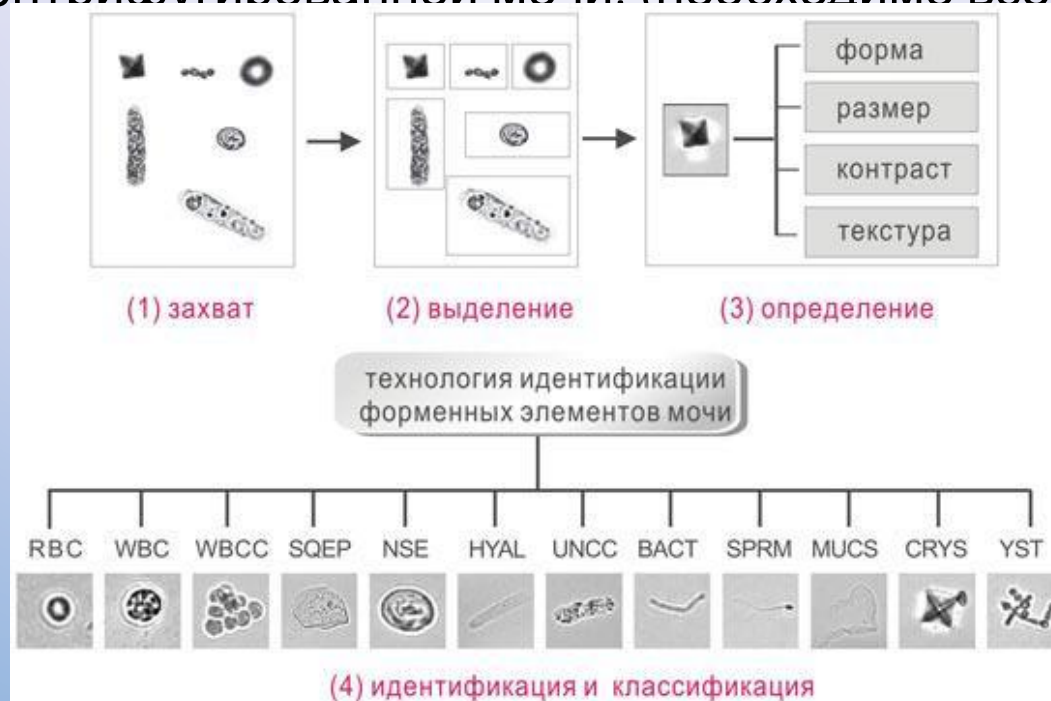 форма
размер
контраст
текстура
(1) захват
(2) выделение
(3) определение
технология идентификации
форменных элементов мочи
RBC WBC WBCC SQEP NSE HYAL UNCC BACT SPRM MUCS CRYS YST
(4) идентификация и классификация